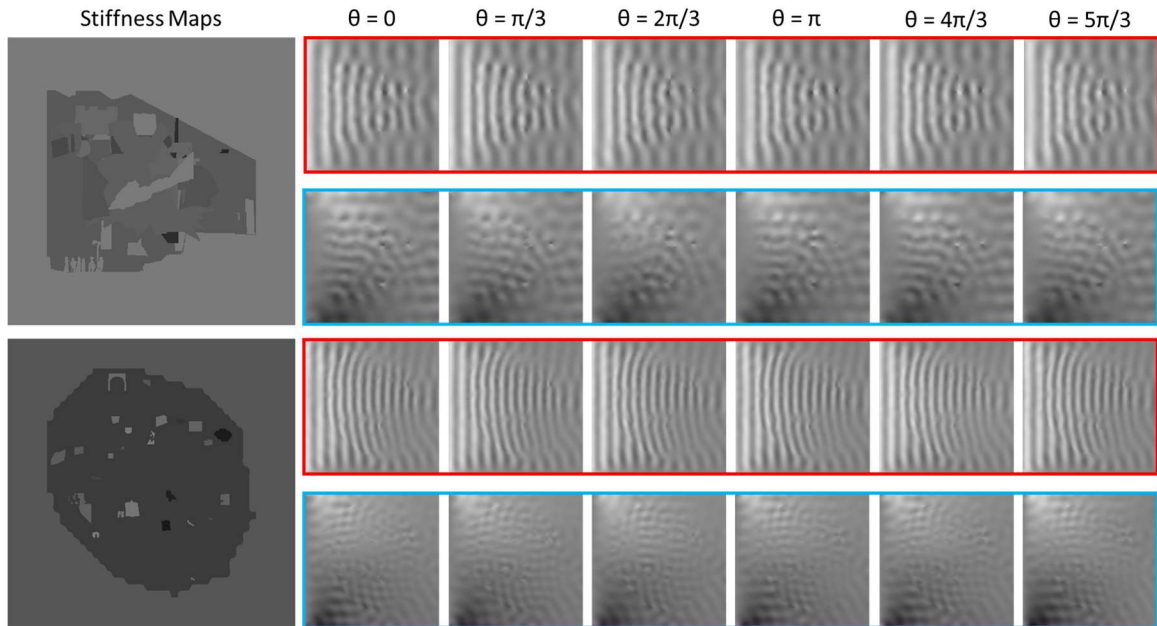 Stiffness Maps θ = 0 θ = π/3 θ = 2π/3 θ = π θ = 4π/3 θ = 5π/3